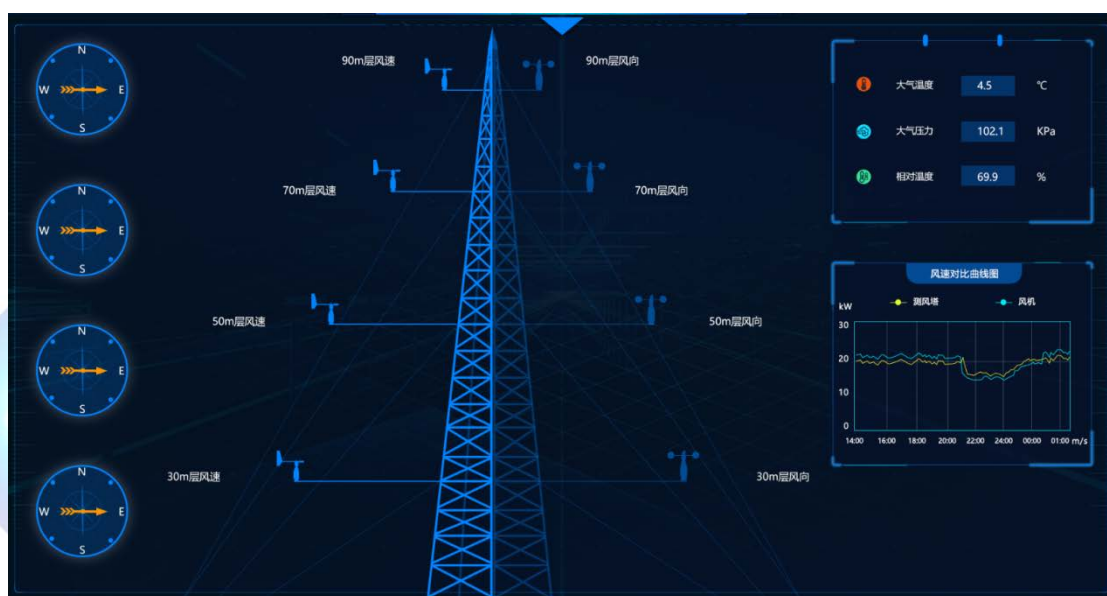 N
W E
S
N
W E
S
N
W E
S
N
W E
S
90m层风速 90m层风向
70m层风速 70m层风向
50m层风速 50m层风向
30m层风速 30m层风向
大气温度 4.5 ℃
大气压力 102.1 KPa
相对温度 69.9 %
风速对比曲线图
kW 测风塔 风机
30
20
10
0
14:00 16:00 18:00 20:00 22:00 24:00 00:00 01:00 m/s